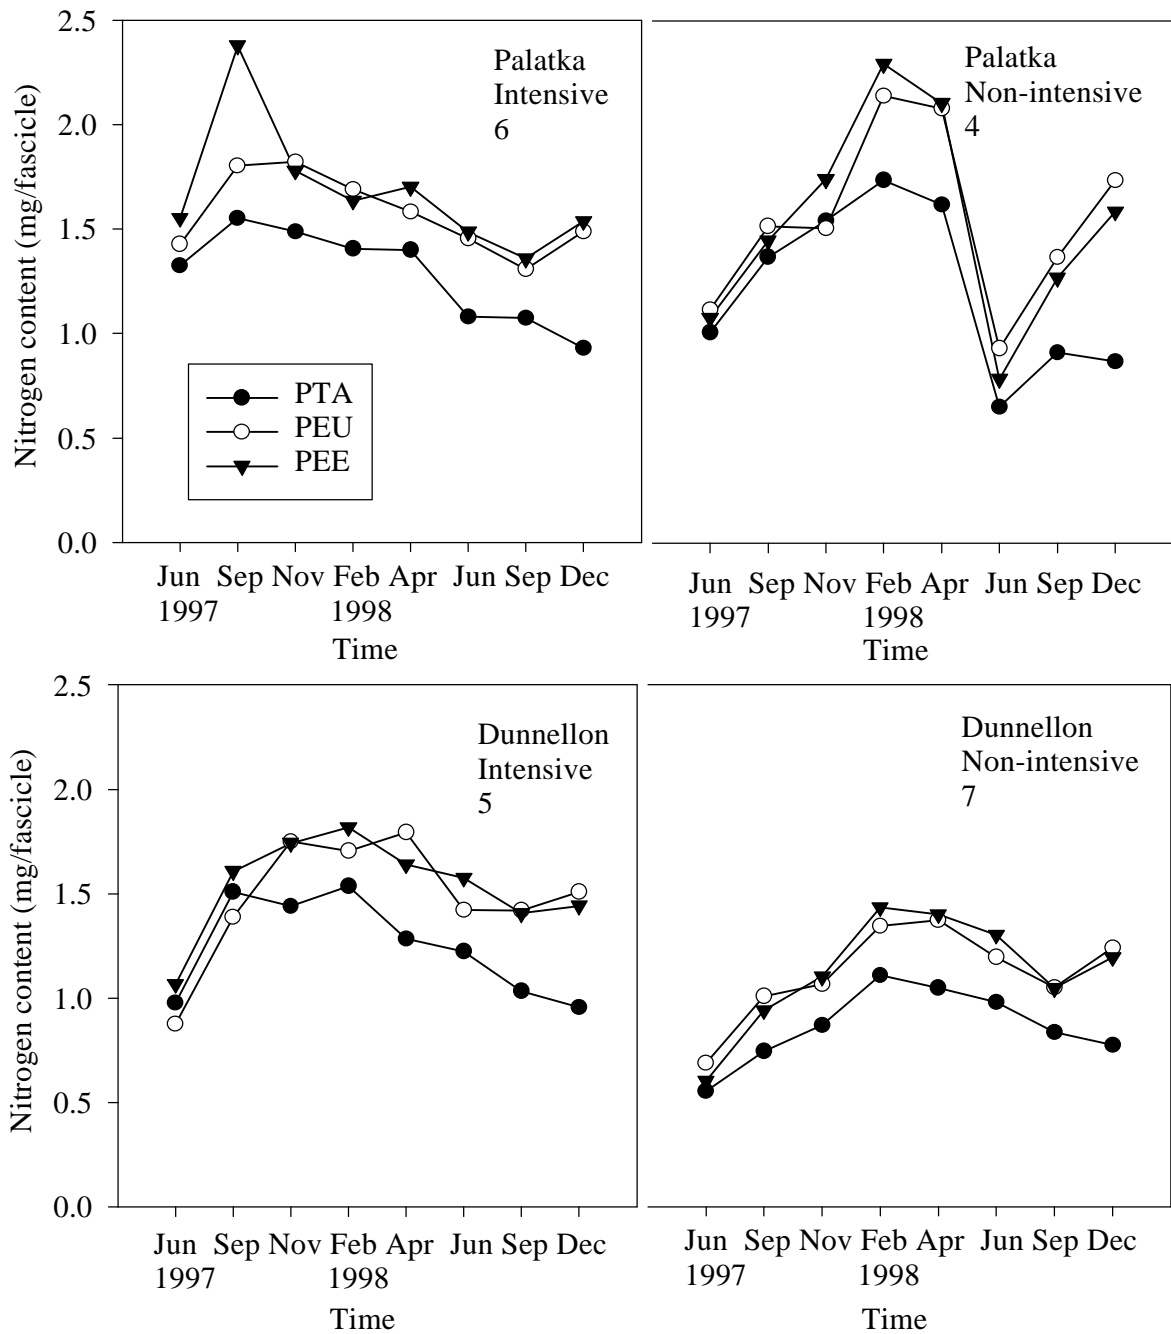 Nitrogen content (mg/fascicle)
2.5
2.0
1.5
1.0
0.5
0.0
Palatka
Intensive
6
PTA
PEU
PEE
Jun Sep Nov Feb Apr Jun Sep Dec
1997 1998
Time
Palatka
Non-intensive
4
Jun Sep Nov Feb Apr Jun Sep Dec
1997 1998
Time
Nitrogen content (mg/fascicle)
2.5
2.0
1.5
1.0
0.5
0.0
Dunnellon
Intensive
5
Jun Sep Nov Feb Apr Jun Sep Dec
1997 1998
Time
Dunnellon
Non-intensive
7
Jun Sep Nov Feb Apr Jun Sep Dec
1997 1998
Time